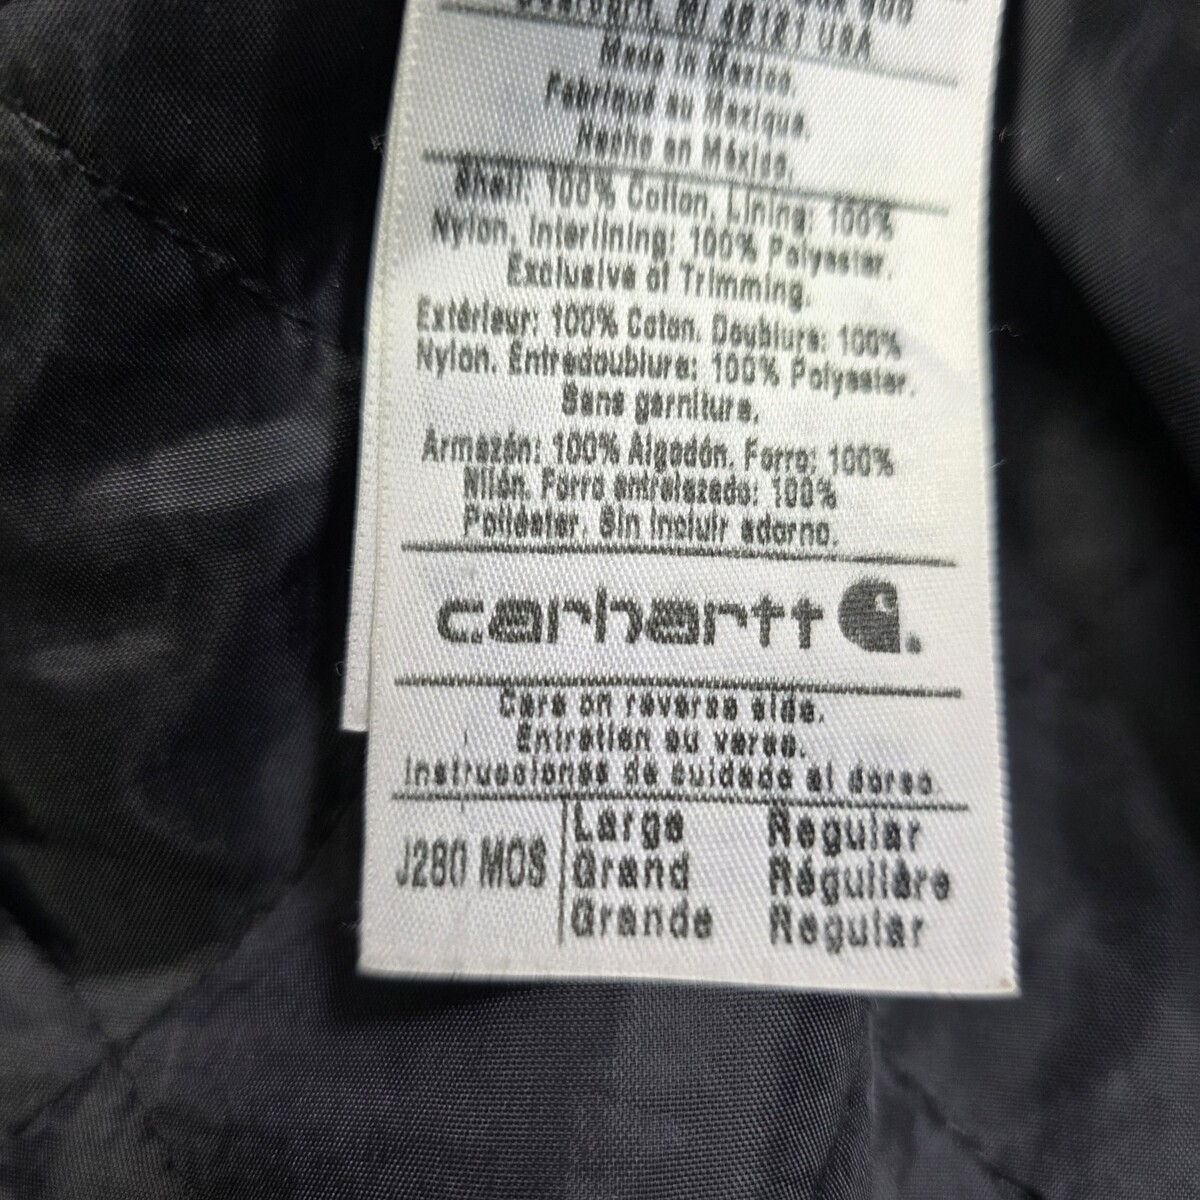 Dearborn, MI 48121 USA
Made in Mexico.
Fabriqué au Mexique.
Hecho en México.
Shell: 100% Cotton, Lining: 100%
Nylon, Interlining: 100% Polyester.
Exclusive of Trimming.
Extérieur: 100% Coton. Doublure: 100%
Nylon. Entredoublure: 100% Polyester.
Sans garniture.
Armazón: 100% Algodón. Forro: 100%
Nilón. Forro entrelazado: 100%
Poliéster. Sin incluir adorno.
carhartt
Care on reverse side.
Entretien au verso.
Instrucciones de cuidado al dorso.
J280 MOS
Large Regular
Grand Régulière
Grande Regular